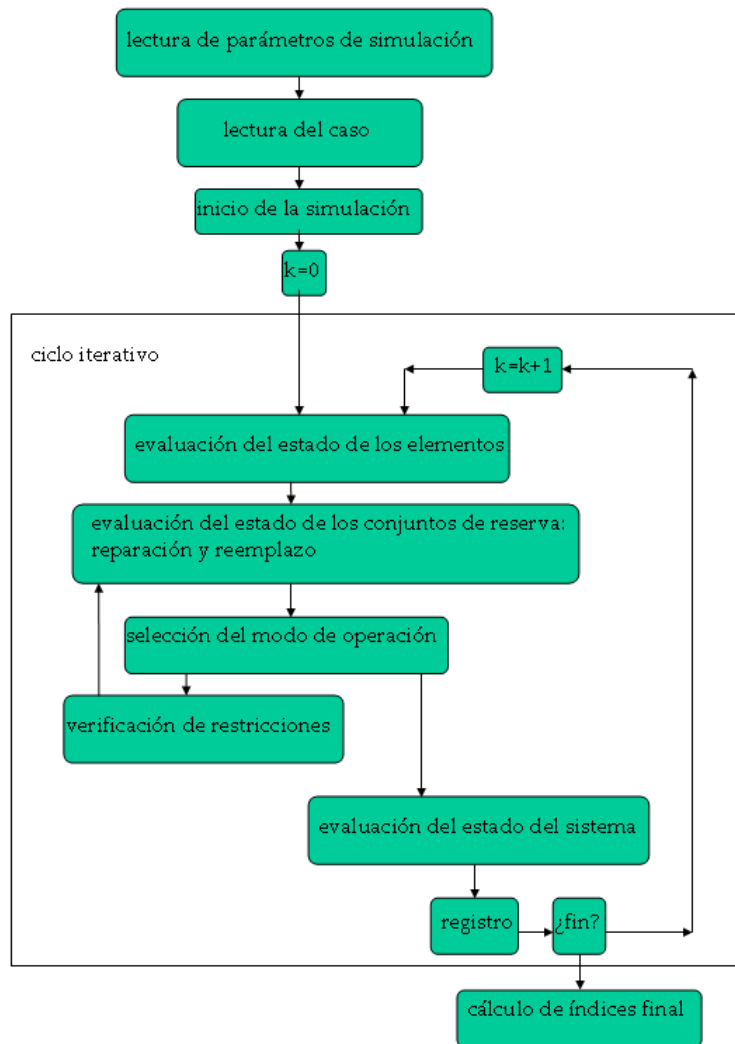 lectura de parámetros de simulación
lectura del caso
inicio de la simulación
k=0
ciclo iterativo
k=k+1
evaluación del estado de los elementos
evaluación del estado de los conjuntos de reserva:
reparación y reemplazo
selección del modo de operación
verificación de restricciones
evaluación del estado del sistema
registro
¿fin?
cálculo de índices final